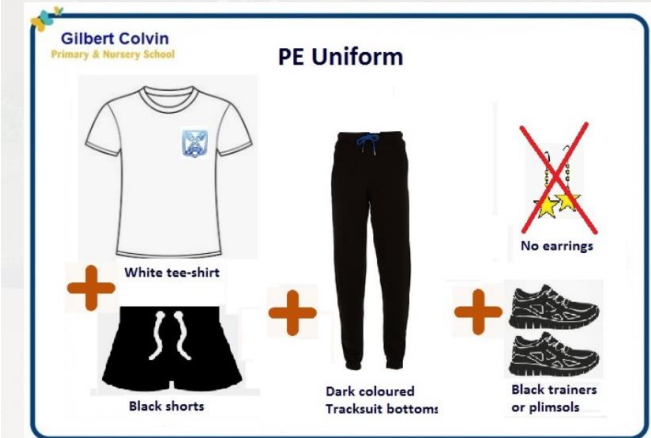 Gilbert Colvin
Primary & Nursery School
PE Uniform
White tee-shirt
Black shorts
Dark coloured
Tracksuit bottoms
No earrings
Black trainers
or plimsols